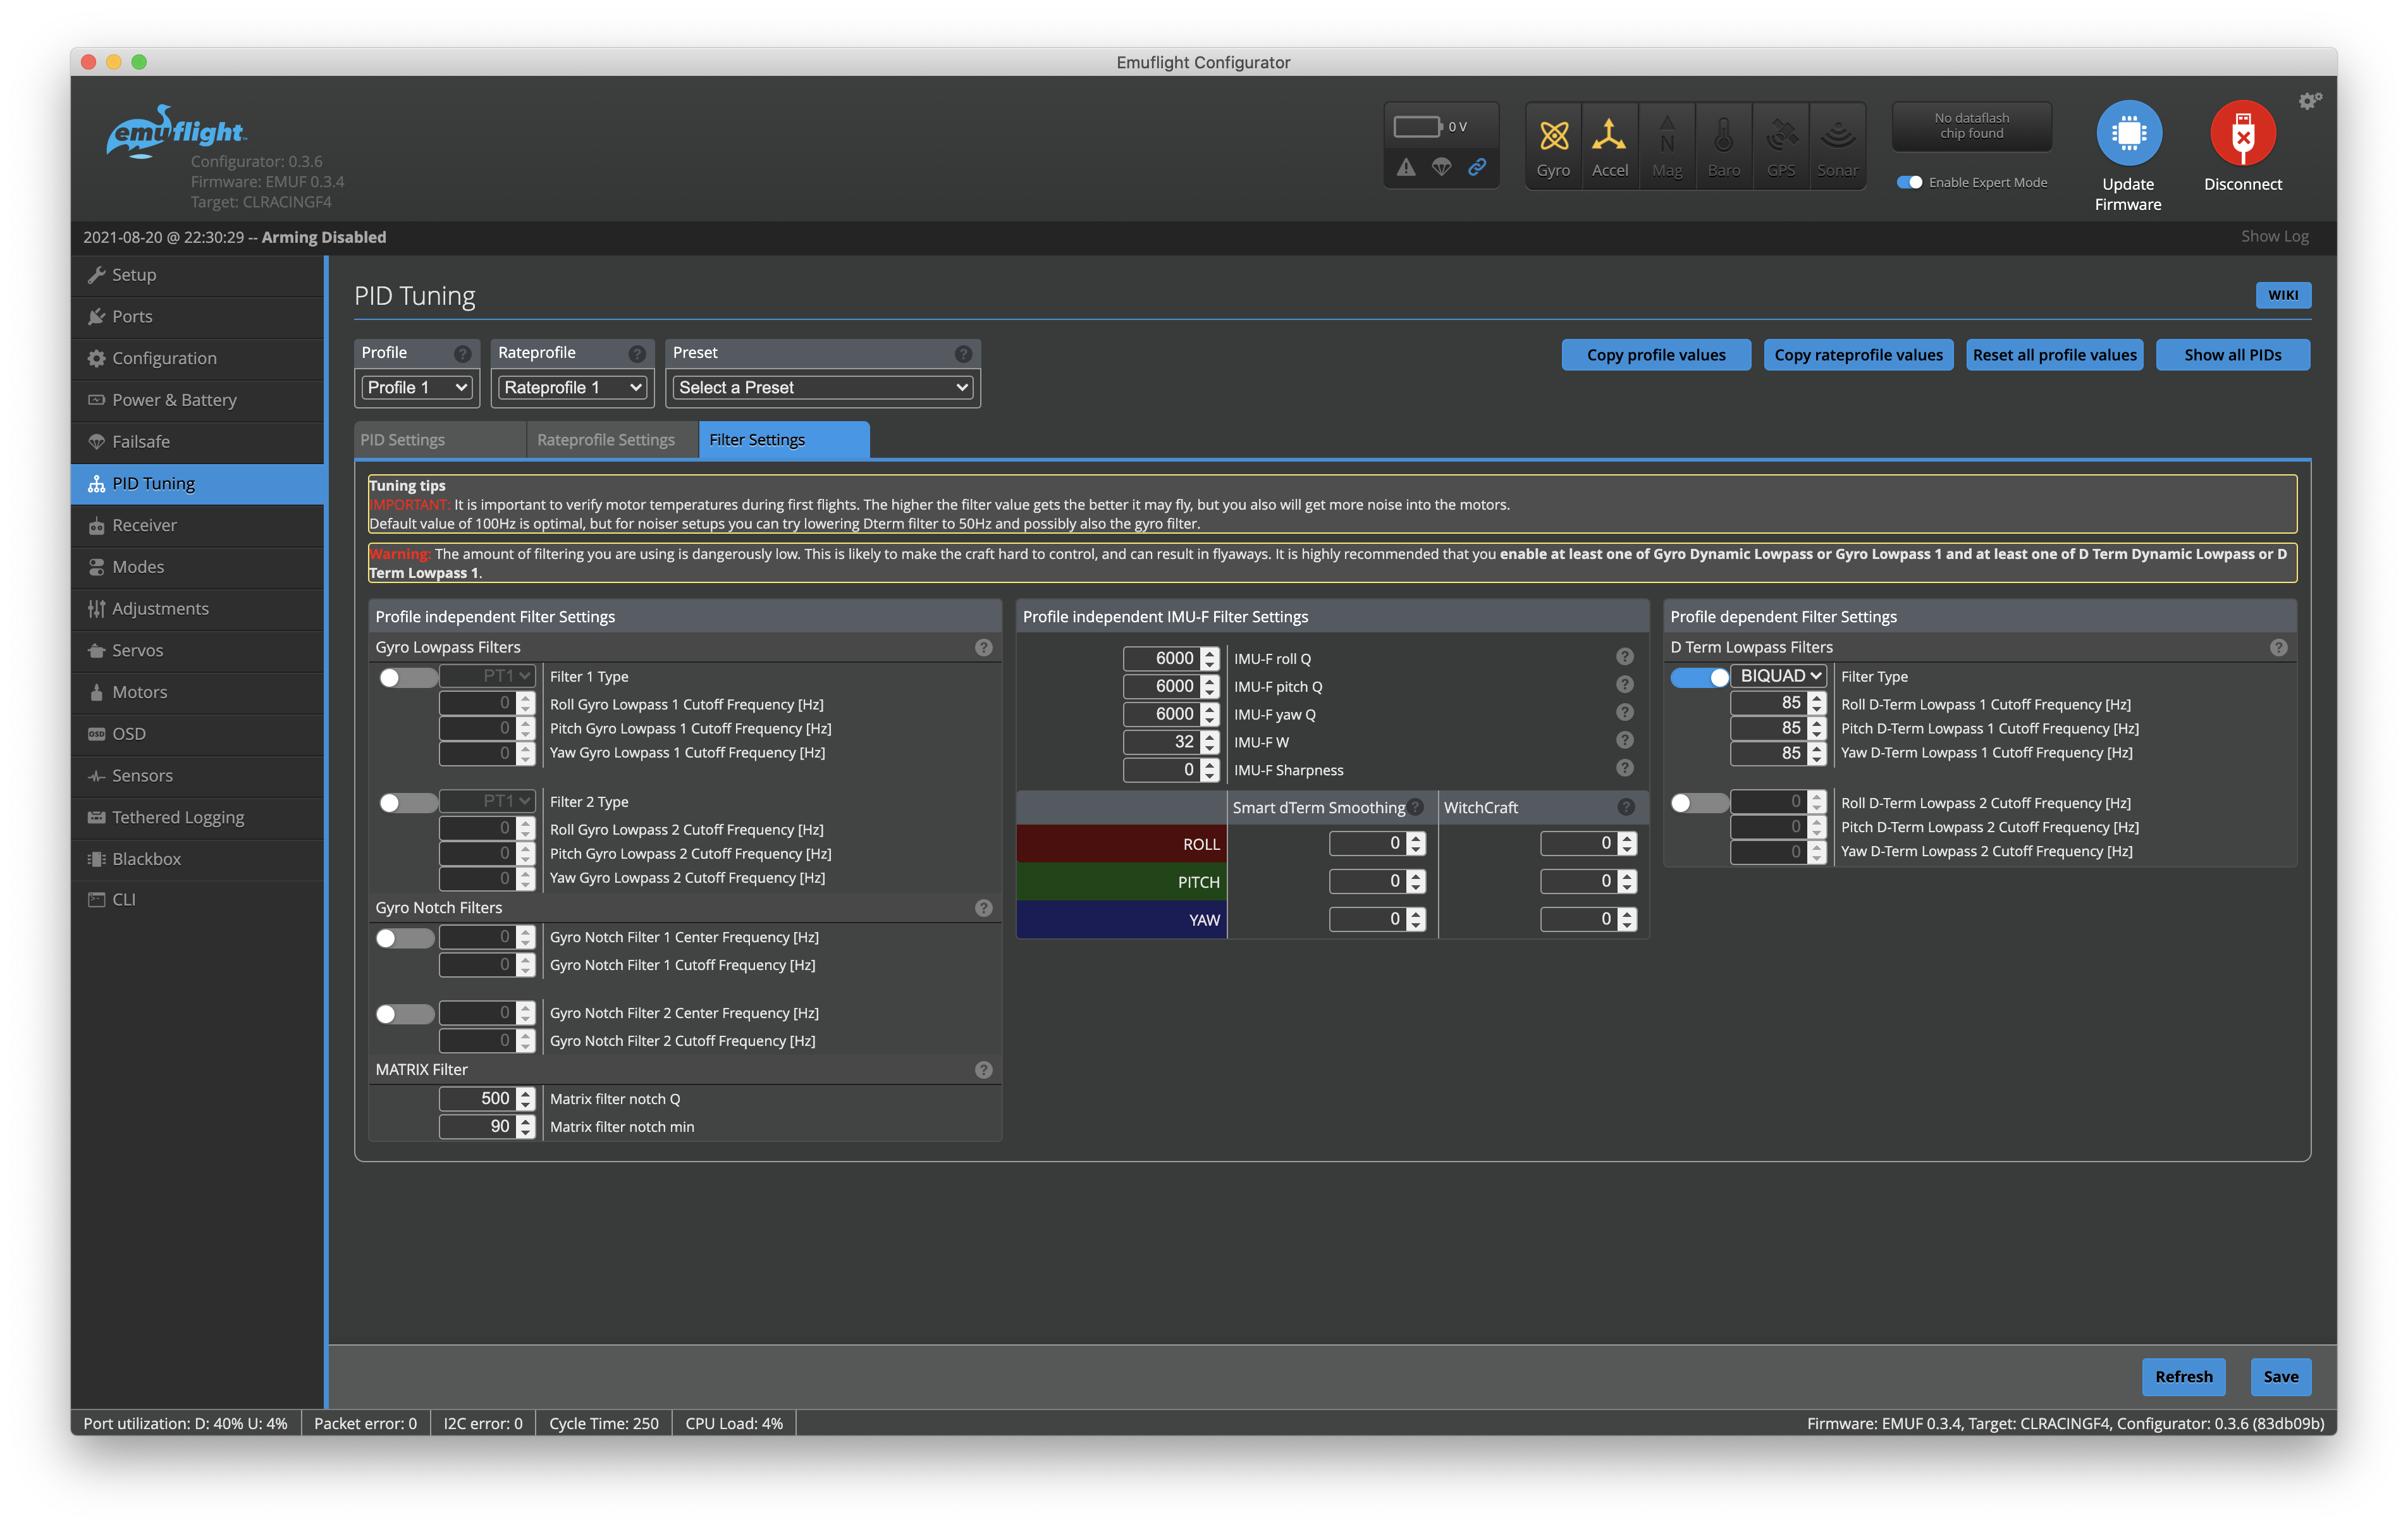 Emuflight Configurator
emuflight
Configurator: 0.3.6
Firmware: EMUF 0.3.4
Target: CLRACINGF4
0 V
Gyro
Accel
N
Mag
Baro
GPS
Sonar
No dataflash
chip found
Enable Expert Mode
Update
Firmware
Disconnect
2021-08-20 @ 22:30:29 -- Arming Disabled
Show Log
Setup
Ports
Configuration
Power & Battery
Failsafe
PID Tuning
Receiver
Modes
Adjustments
Servos
Motors
OSD OSD
Sensors
Tethered Logging
Blackbox
CLI
PID Tuning
WIKI
Profile ?
Profile 1
Rateprofile ?
Rateprofile 1
Preset ?
Select a Preset
Copy profile values
Copy rateprofile values
Reset all profile values
Show all PIDs
PID Settings
Rateprofile Settings
Filter Settings
Tuning tips
IMPORTANT: It is important to verify motor temperatures during first flights. The higher the filter value gets the better it may fly, but you also will get more noise into the motors.
Default value of 100Hz is optimal, but for noiser setups you can try lowering Dterm filter to 50Hz and possibly also the gyro filter.
Warning: The amount of filtering you are using is dangerously low. This is likely to make the craft hard to control, and can result in flyaways. It is highly recommended that you enable at least one of Gyro Dynamic Lowpass or Gyro Lowpass 1 and at least one of D Term Dynamic Lowpass or D
Term Lowpass 1.
Profile independent Filter Settings
Gyro Lowpass Filters ?
PT1 Filter 1 Type
0 Roll Gyro Lowpass 1 Cutoff Frequency [Hz]
0 Pitch Gyro Lowpass 1 Cutoff Frequency [Hz]
0 Yaw Gyro Lowpass 1 Cutoff Frequency [Hz]
PT1 Filter 2 Type
0 Roll Gyro Lowpass 2 Cutoff Frequency [Hz]
0 Pitch Gyro Lowpass 2 Cutoff Frequency [Hz]
0 Yaw Gyro Lowpass 2 Cutoff Frequency [Hz]
Gyro Notch Filters ?
0 Gyro Notch Filter 1 Center Frequency [Hz]
0 Gyro Notch Filter 1 Cutoff Frequency [Hz]
0 Gyro Notch Filter 2 Center Frequency [Hz]
0 Gyro Notch Filter 2 Cutoff Frequency [Hz]
MATRIX Filter ?
500 Matrix filter notch Q
90 Matrix filter notch min
Profile independent IMU-F Filter Settings
6000 IMU-F roll Q ?
6000 IMU-F pitch Q ?
6000 IMU-F yaw Q ?
32 IMU-F W ?
0 IMU-F Sharpness ?
Smart dTerm Smoothing ? WitchCraft ?
ROLL 0 0
PITCH 0 0
YAW 0 0
Profile dependent Filter Settings
D Term Lowpass Filters ?
BIQUAD Filter Type
85 Roll D-Term Lowpass 1 Cutoff Frequency [Hz]
85 Pitch D-Term Lowpass 1 Cutoff Frequency [Hz]
85 Yaw D-Term Lowpass 1 Cutoff Frequency [Hz]
0 Roll D-Term Lowpass 2 Cutoff Frequency [Hz]
0 Pitch D-Term Lowpass 2 Cutoff Frequency [Hz]
0 Yaw D-Term Lowpass 2 Cutoff Frequency [Hz]
Refresh
Save
Port utilization: D: 40% U: 4%
Packet error: 0
I2C error: 0
Cycle Time: 250
CPU Load: 4%
Firmware: EMUF 0.3.4, Target: CLRACINGF4, Configurator: 0.3.6 (83db09b)